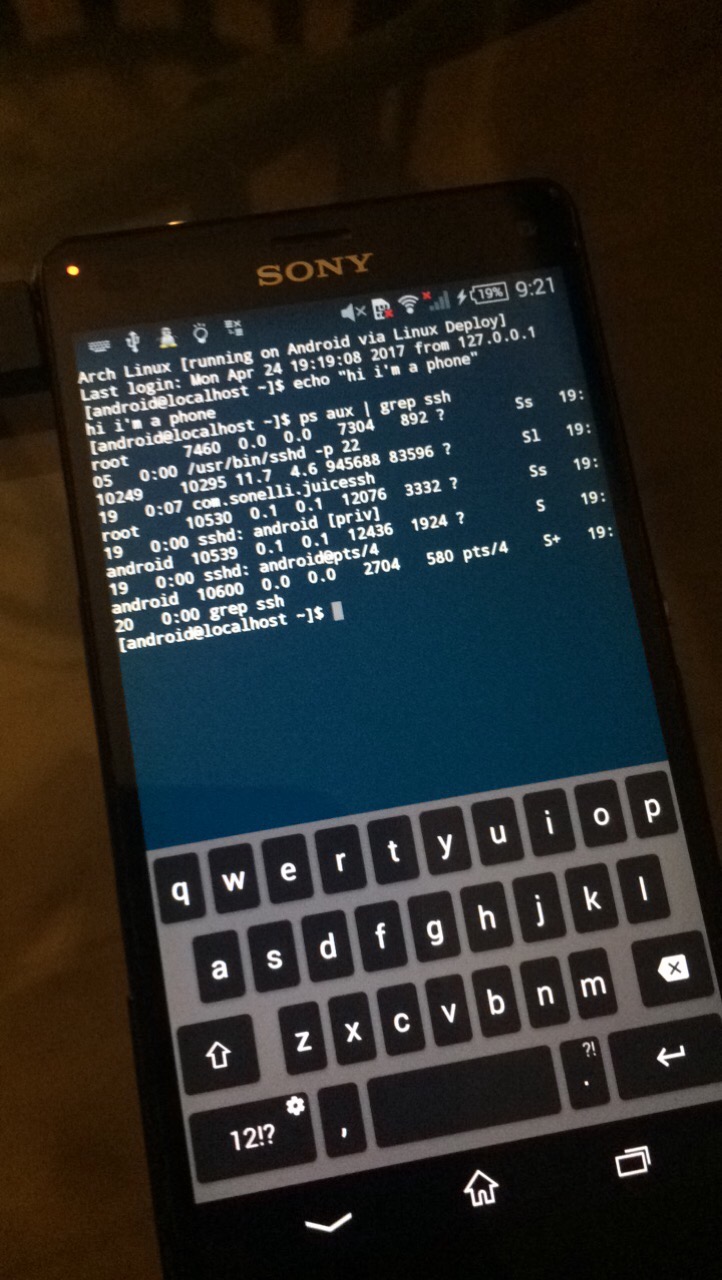 SONY
19% 9:21
Arch Linux [running on Android via Linux Deploy]
Last login: Mon Apr 24 19:19:08 2017 from 127.0.0.1
[android@localhost ~]$ echo "hi i'm a phone"
hi i'm a phone
[android@localhost ~]$ ps aux | grep ssh
root 7460 0.0 0.0 7304 892 ? Ss 19:
05 0:00 /usr/bin/sshd -p 22
10249 10295 11.7 4.6 945688 83596 ? Sl 19:
19 0:07 com.sonelli.juicessh
root 10530 0.1 0.1 12076 3332 ? Ss 19:
19 0:00 sshd: android [priv]
android 10539 0.1 0.1 12436 1924 ? S 19:
19 0:00 sshd: android@pts/4
android 10600 0.0 0.0 2704 580 pts/4 S+ 19:
20 0:00 grep ssh
[android@localhost ~]$
q w e r t y u i o p
a s d f g h j k l
z x c v b n m
12!? , ?! .